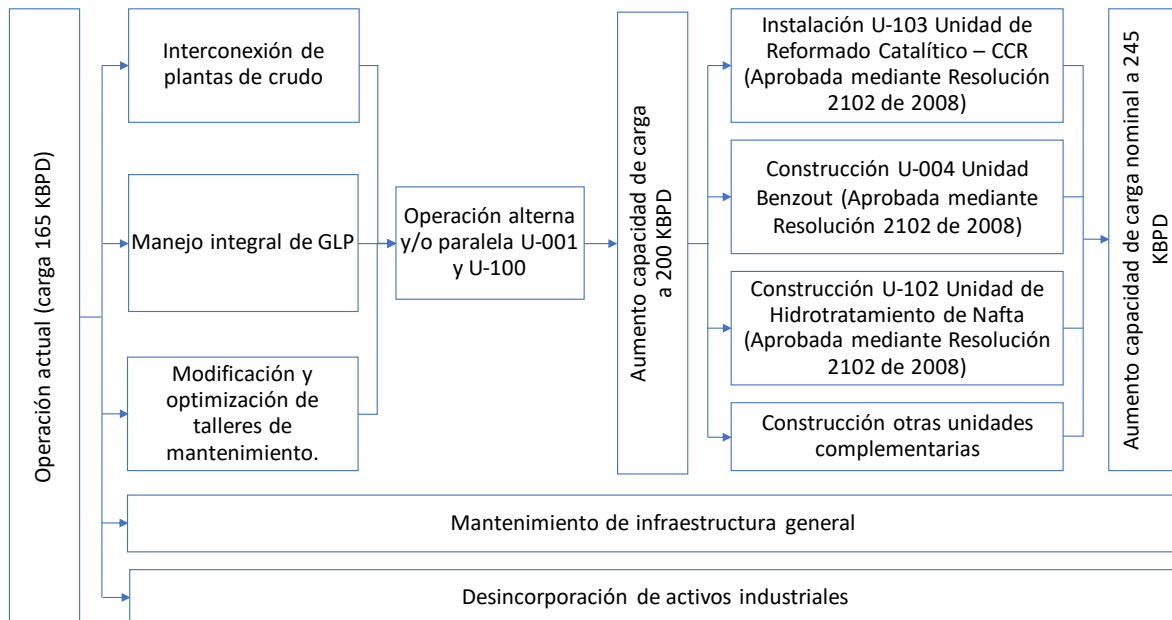 Operación actual (carga 165 KBPD)
Interconexión de
plantas de crudo
Manejo integral de GLP
Modificación y
optimización de
talleres de
mantenimiento.
Operación alterna
y/o paralela U-001
y U-100
Aumento capacidad de carga
a 200 KBPD
Instalación U-103 Unidad de
Reformado Catalítico – CCR
(Aprobada mediante Resolución
2102 de 2008)
Construcción U-004 Unidad
Benzout (Aprobada mediante
Resolución 2102 de 2008)
Construcción U-102 Unidad de
Hidrotratamiento de Nafta
(Aprobada mediante Resolución
2102 de 2008)
Construcción otras unidades
complementarias
Aumento capacidad de carga nominal a 245
KBPD
Mantenimiento de infraestructura general
Desincorporación de activos industriales